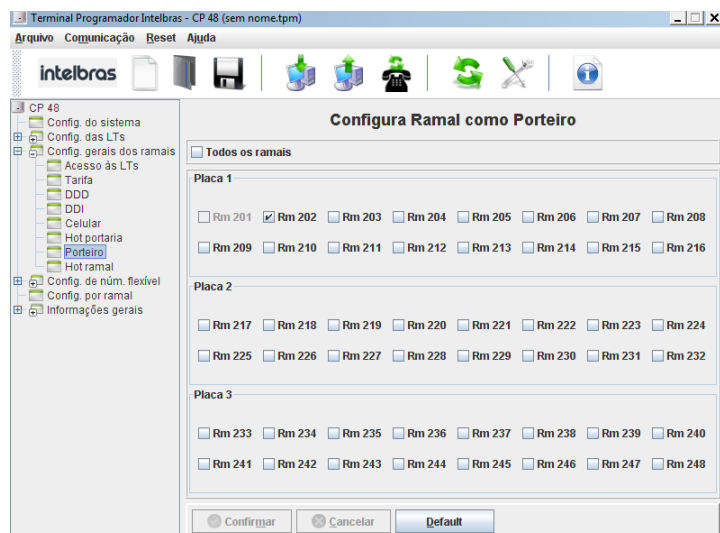 Terminal Programador Intelbras - CP 48 (sem nome.tpm)
Arquivo Comunicação Reset Ajuda
intelbras
CP 48
Config. do sistema
Config. das LTs
Config. gerais dos ramais
Acesso às LTs
Tarifa
DDD
DDI
Celular
Hot portaria
Porteiro
Hot ramal
Config. de núm. flexível
Config. por ramal
Informações gerais
Configura Ramal como Porteiro
Todos os ramais
Placa 1
Rm 201 Rm 202 Rm 203 Rm 204 Rm 205 Rm 206 Rm 207 Rm 208
Rm 209 Rm 210 Rm 211 Rm 212 Rm 213 Rm 214 Rm 215 Rm 216
Placa 2
Rm 217 Rm 218 Rm 219 Rm 220 Rm 221 Rm 222 Rm 223 Rm 224
Rm 225 Rm 226 Rm 227 Rm 228 Rm 229 Rm 230 Rm 231 Rm 232
Placa 3
Rm 233 Rm 234 Rm 235 Rm 236 Rm 237 Rm 238 Rm 239 Rm 240
Rm 241 Rm 242 Rm 243 Rm 244 Rm 245 Rm 246 Rm 247 Rm 248
Confirmar Cancelar Default